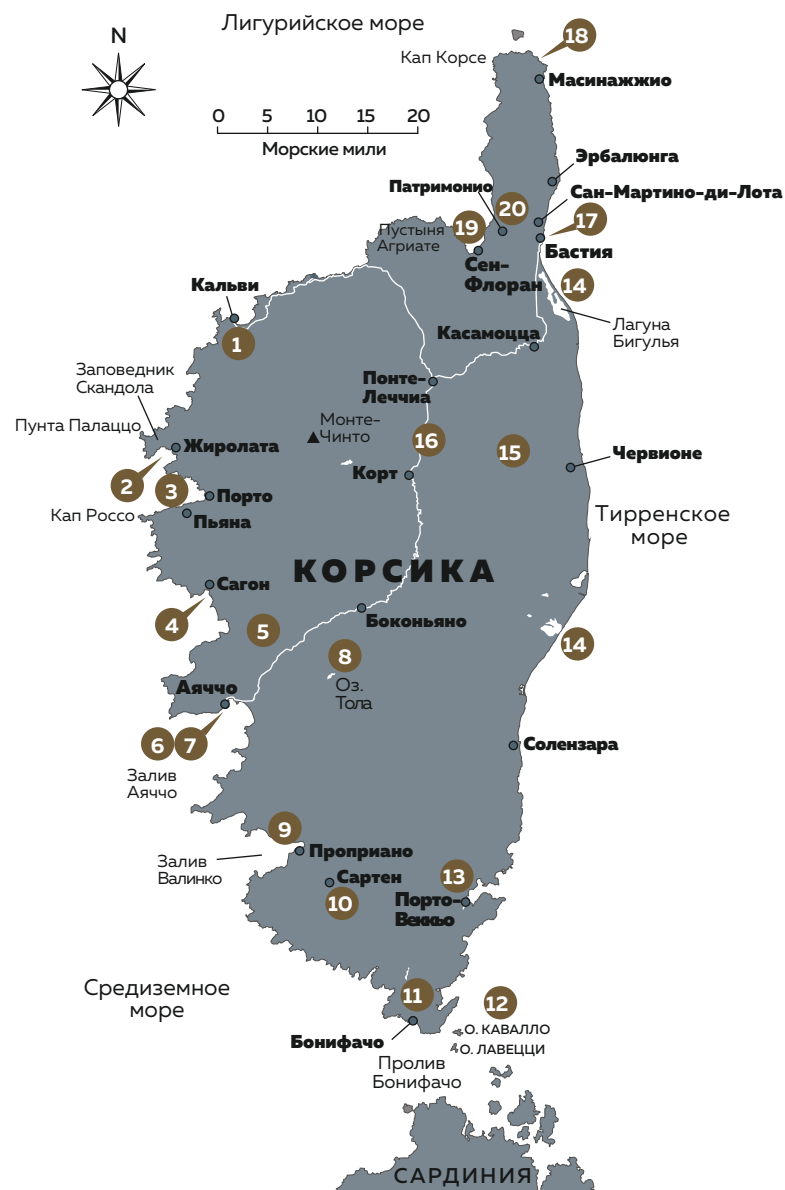 Лигурийское море
N
18
Кап Корсе
Масинажжио
0 5 10 15 20
Морские мили
Эрбалюнга
Патримонио
Сан-Мартино-ди-Лота
20
19
17
Пустыня
Агриате
Бастия
Сен-
Флоран
14
Кальви
Лагуна
Бигулья
1
Касамоцца
Заповедник
Скандола
Понте-
Леччиа
Пунта Палаццо
Монте-
Чинто
16
15
Жиролата
Червионе
2
3
Корт
Порто
Кап Россо
Пьяна
Тирренское
море
КОРСИКА
Сагон
4
5
Боконьяно
14
8
Оз.
Тола
Аяччо
6
7
Солензара
Залив
Аяччо
9
Проприано
Залив
Валинко
Сартен
13
10
Порто-
Веккьо
Средиземное
море
11
12
О. КАВАЛЛО
Бонифачо
О. ЛАВЕЦЦИ
Пролив
Бонифачо
САРДИНИЯ